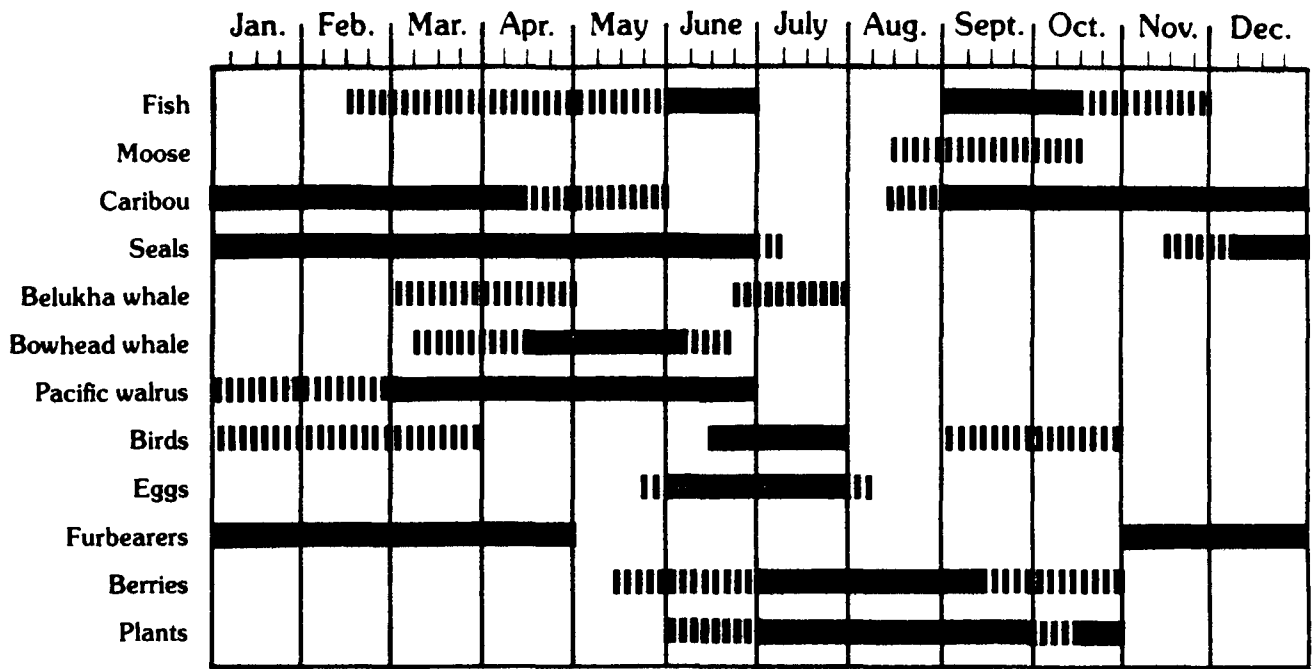 Jan. Feb. Mar. Apr. May June July Aug. Sept. Oct. Nov. Dec.
Fish
Moose
Caribou
Seals
Belukha whale
Bowhead whale
Pacific walrus
Birds
Eggs
Furbearers
Berries
Plants